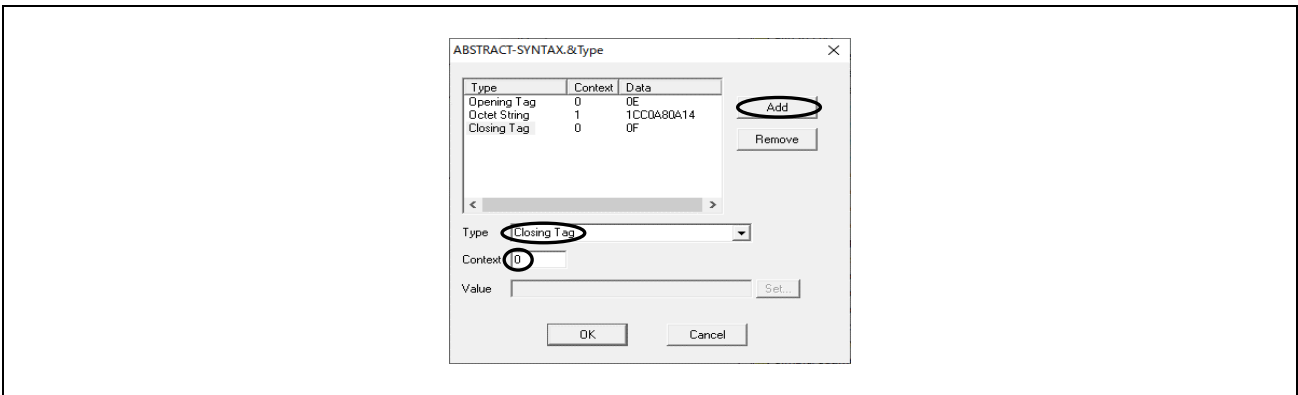 ABSTRACT-SYNTAX.&Type
Type Context Data
Opening Tag 0 0E
Octet String 1 1CC0A80A14
Closing Tag 0 0F
Add
Remove
Type Closing Tag
Context 0
Value Set...
OK Cancel